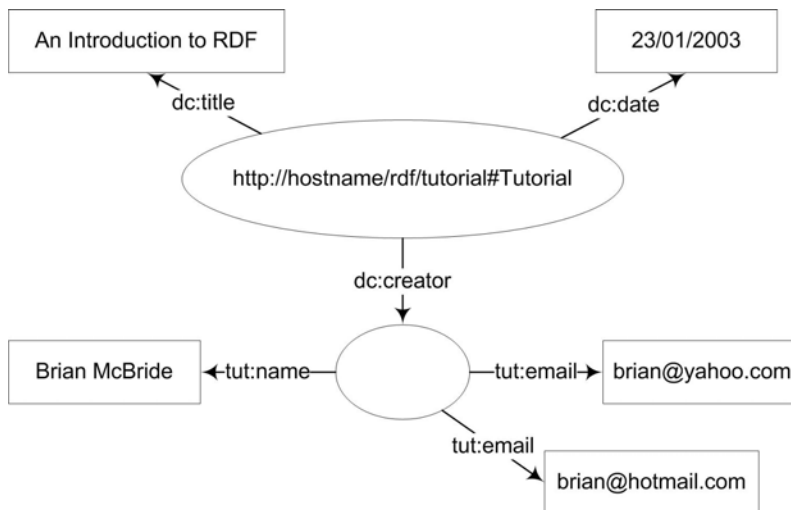 An Introduction to RDF
23/01/2003
dc:title
dc:date
http://hostname/rdf/tutorial#Tutorial
dc:creator
Brian McBride
tut:name
tut:email
brian@yahoo.com
tut:email
brian@hotmail.com